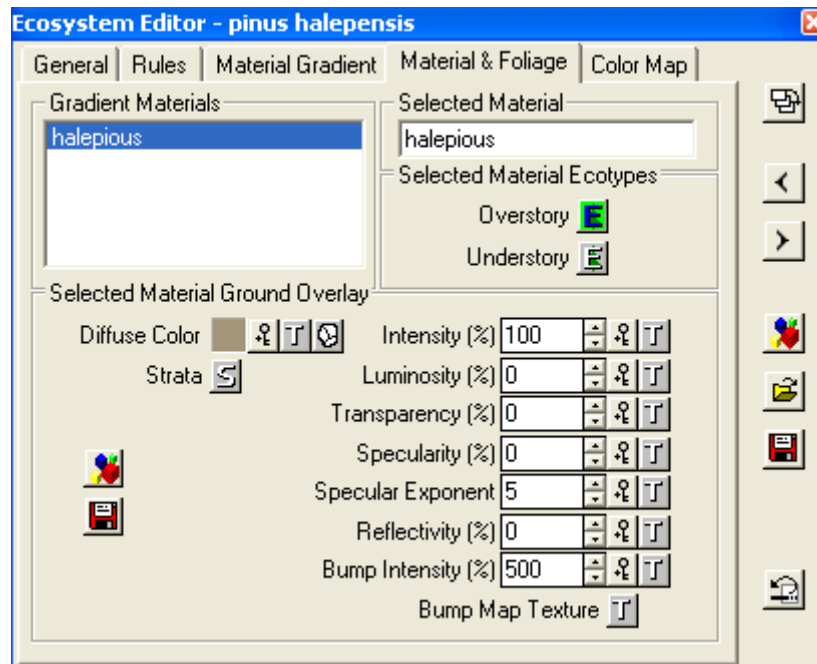 Ecosystem Editor - pinus halepensis
General Rules Material Gradient Material & Foliage Color Map
Gradient Materials
halepious
Selected Material
halepious
Selected Material Ecotypes
Overstory E
Understory E
Selected Material Ground Overlay
Diffuse Color T
Strata S
Intensity (%) 100 T
Luminosity (%) 0 T
Transparency (%) 0 T
Specularity (%) 0 T
Specular Exponent 5 T
Reflectivity (%) 0 T
Bump Intensity (%) 500 T
Bump Map Texture T